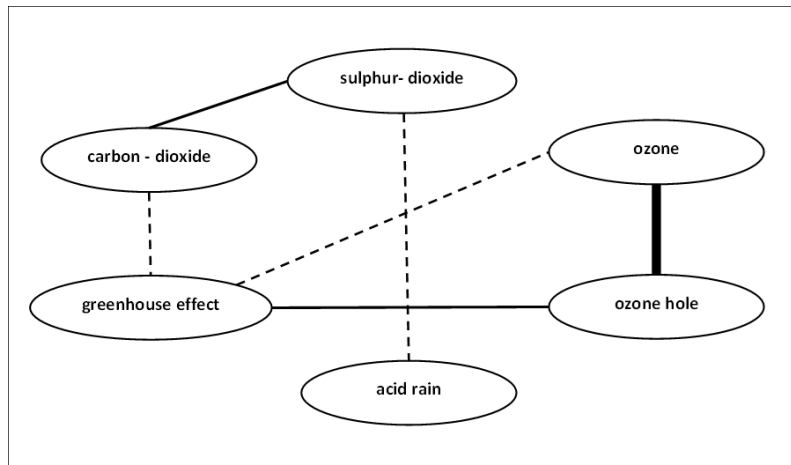 sulphur- dioxide
carbon - dioxide
ozone
greenhouse effect
ozone hole
acid rain